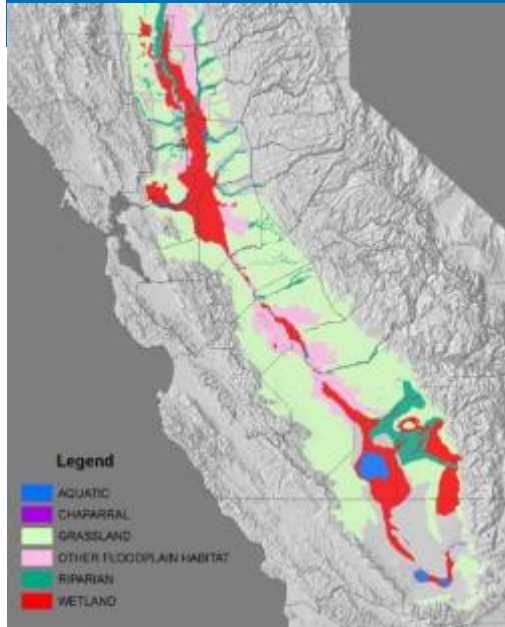 Legend
AQUATIC
CHAPARRAL
GRASSLAND
OTHER FLOODPLAIN HABITAT
RIPARIAN
WETLAND